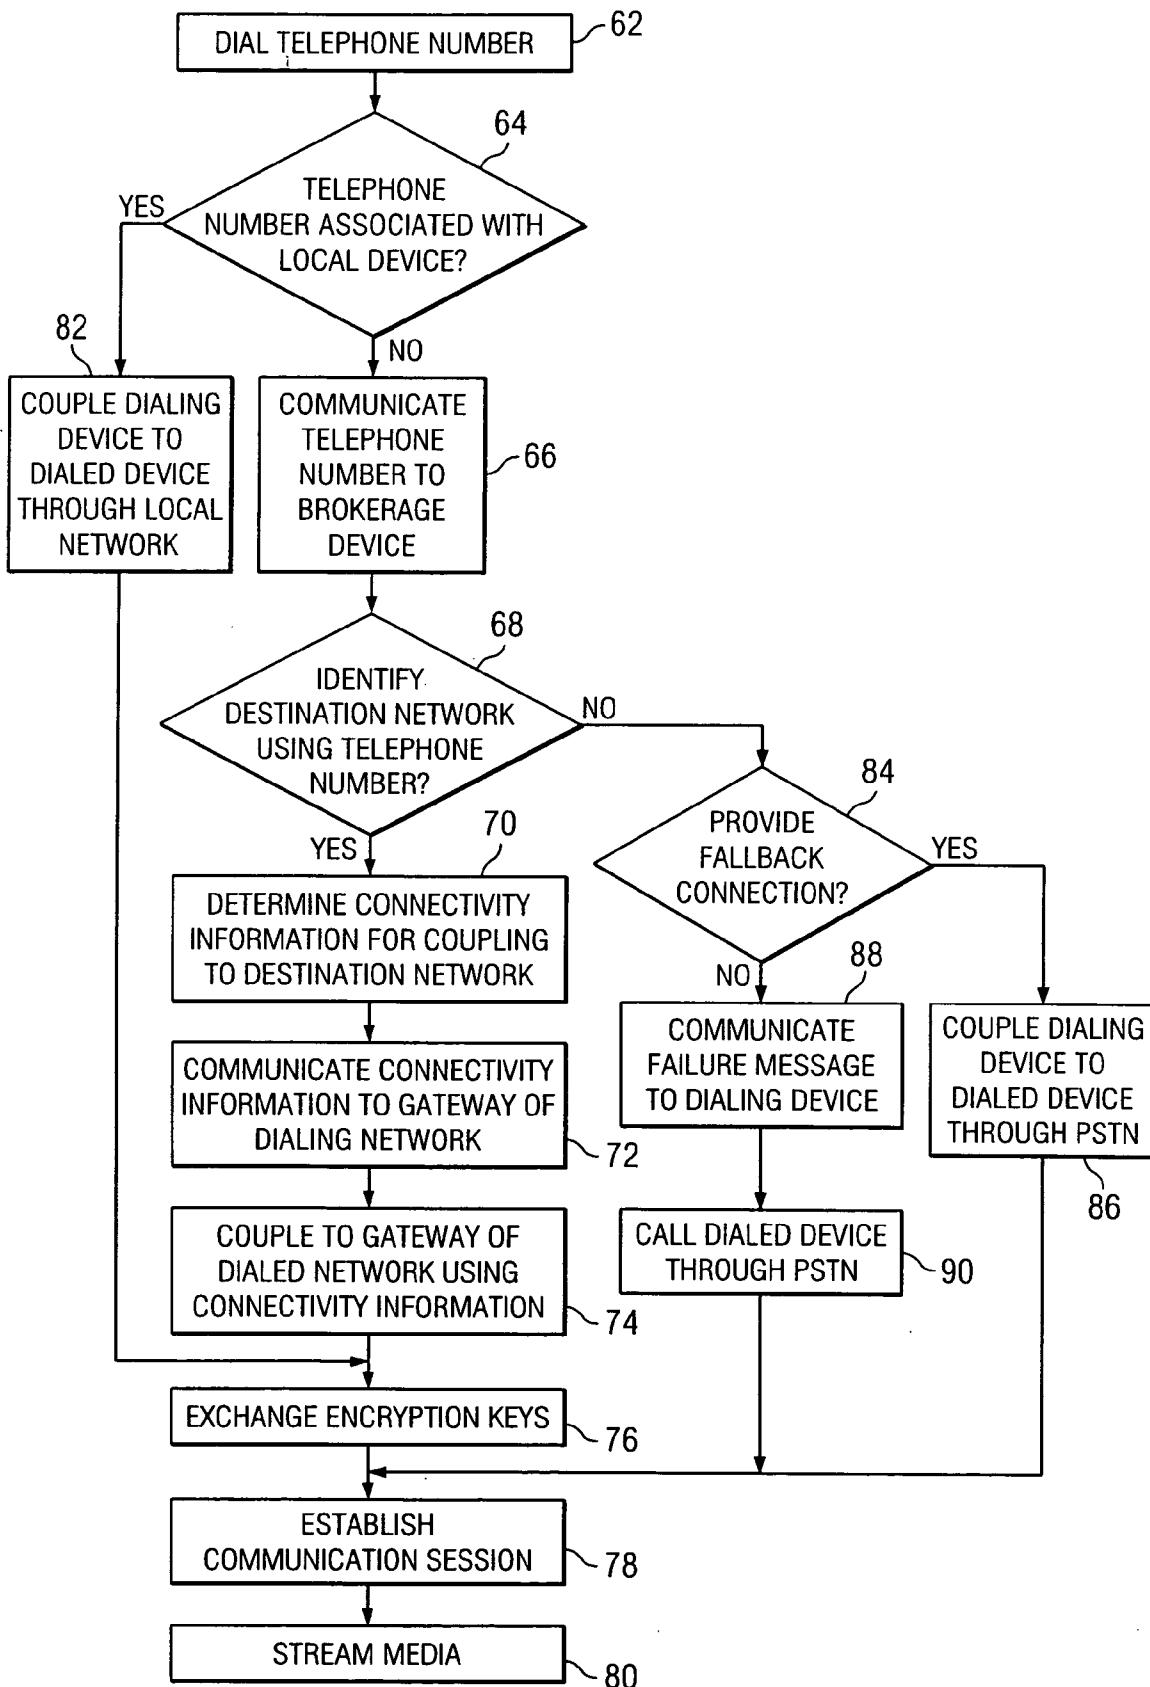 DIAL TELEPHONE NUMBER
62
64
TELEPHONE
NUMBER ASSOCIATED WITH
LOCAL DEVICE?
YES
NO
82
COUPLE DIALING
DEVICE TO
DIALED DEVICE
THROUGH LOCAL
NETWORK
COMMUNICATE
TELEPHONE
NUMBER TO
BROKERAGE
DEVICE
66
68
IDENTIFY
DESTINATION NETWORK
USING TELEPHONE
NUMBER?
NO
YES
84
PROVIDE
FALLBACK
CONNECTION?
YES
NO
70
DETERMINE CONNECTIVITY
INFORMATION FOR COUPLING
TO DESTINATION NETWORK
88
COMMUNICATE
FAILURE MESSAGE
TO DIALING DEVICE
COUPLE DIALING
DEVICE TO
DIALED DEVICE
THROUGH PSTN
86
COMMUNICATE CONNECTIVITY
INFORMATION TO GATEWAY OF
DIALING NETWORK
72
CALL DIALED DEVICE
THROUGH PSTN
90
COUPLE TO GATEWAY OF
DIALED NETWORK USING
CONNECTIVITY INFORMATION
74
EXCHANGE ENCRYPTION KEYS
76
ESTABLISH
COMMUNICATION SESSION
78
STREAM MEDIA
80